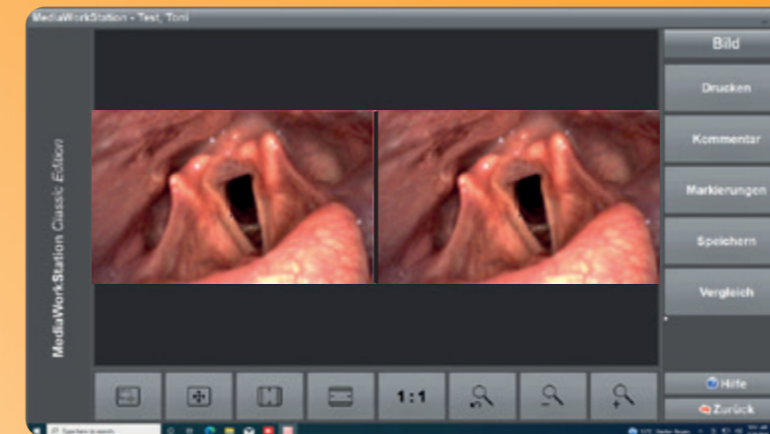 MediaWorkStation - Test, Toni
MediaWorkStation Classic Edition
Bild
Drucken
Kommentar
Markierungen
Speichern
Vergleich
1:1
Hilfe
Zurück